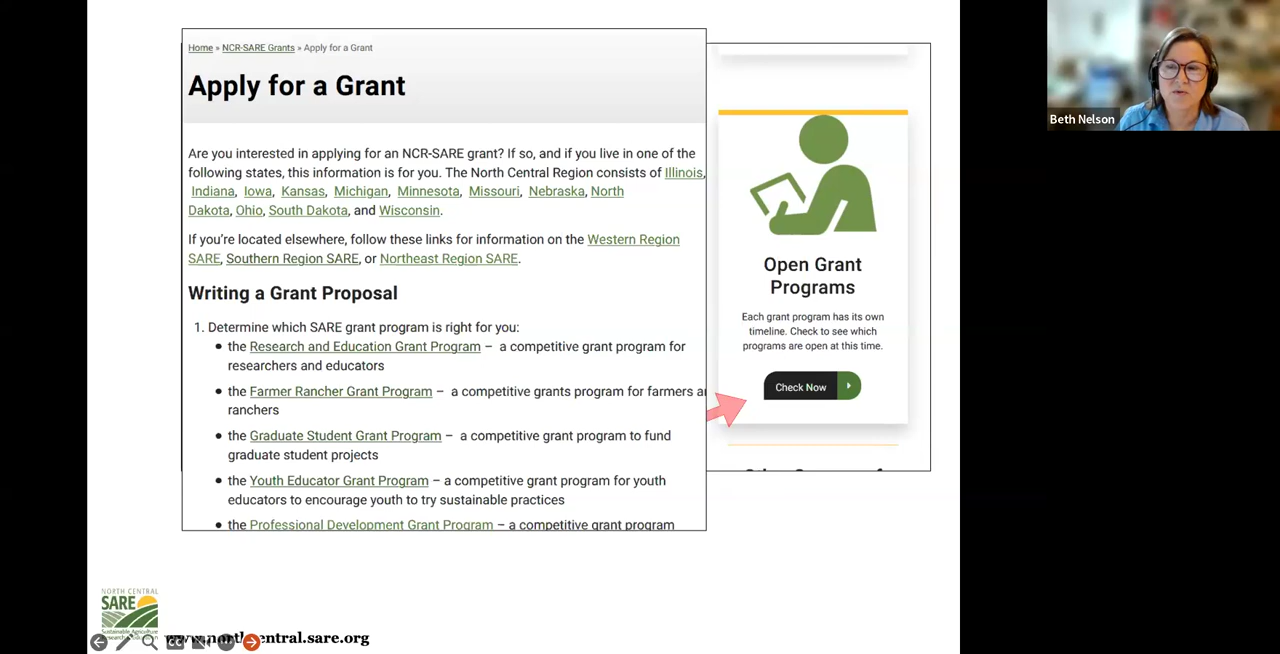 Home » NCR-SARE Grants » Apply for a Grant
Apply for a Grant
Are you interested in applying for an NCR-SARE grant? If so, and if you live in one of the
following states, this information is for you. The North Central Region consists of Illinois,
Indiana, Iowa, Kansas, Michigan, Minnesota, Missouri, Nebraska, North
Dakota, Ohio, South Dakota, and Wisconsin.
If you're located elsewhere, follow these links for information on the Western Region
SARE, Southern Region SARE, or Northeast Region SARE.
Writing a Grant Proposal
1. Determine which SARE grant program is right for you:
• the Research and Education Grant Program – a competitive grant program for
researchers and educators
• the Farmer Rancher Grant Program – a competitive grants program for farmers
ranchers
• the Graduate Student Grant Program – a competitive grant program to fund
graduate student projects
• the Youth Educator Grant Program – a competitive grant program for youth
educators to encourage youth to try sustainable practices
• the Professional Development Grant Program – a competitive grant program
Open Grant
Programs
Each grant program has its own
timeline. Check to see which
programs are open at this time.
Check Now
Beth Nelson
NORTH CENTRAL
SARE
Sustainable Agriculture
www.northcentral.sare.org
CC